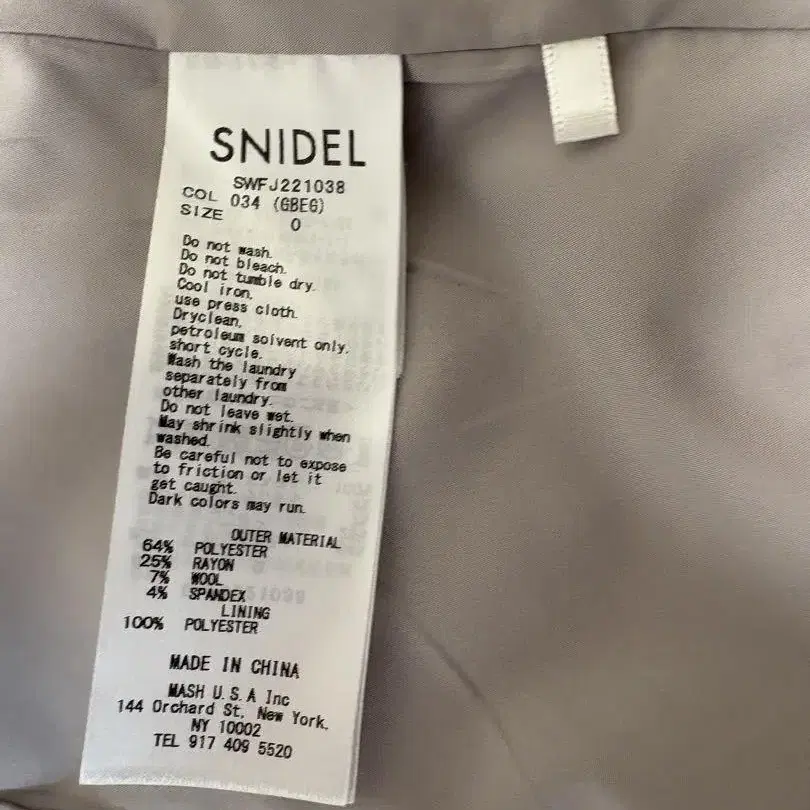 SNIDEL
SWFJ221038
COL 034 (GBEG)
SIZE 0
Do not wash.
Do not bleach.
Do not tumble dry.
Cool iron,
use press cloth.
Dryclean,
petroleum solvent only.
short cycle.
Wash the laundry
separately from
other laundry.
Do not leave wet.
May shrink slightly when
washed.
Be careful not to expose
to friction or let it
get caught.
Dark colors may run.
OUTER MATERIAL
64% POLYESTER
25% RAYON
7% WOOL
4% SPANDEX
LINING
100% POLYESTER
MADE IN CHINA
MASH U.S.A Inc
144 Orchard St, New York,
NY 10002
TEL 917 409 5520